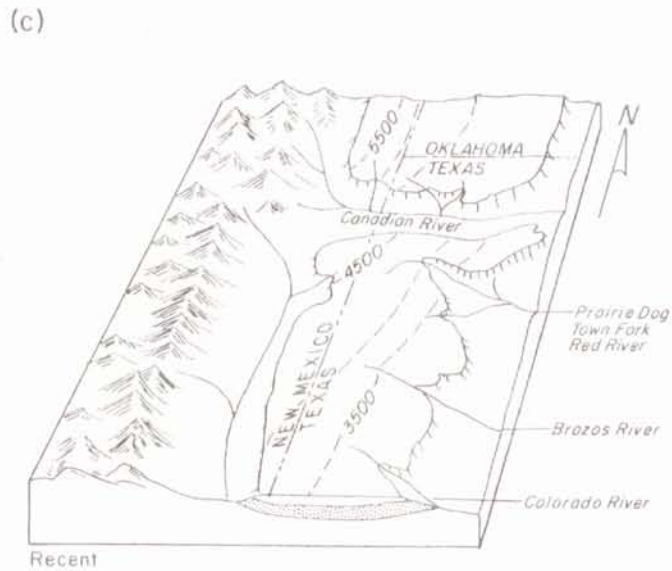 (c)
N
5500
OKLAHOMA
TEXAS
Canadian River
4500
Prairie Dog
Town Fork
Red River
NEW MEXICO
TEXAS
3500
Brazos River
Colorado River
Recent